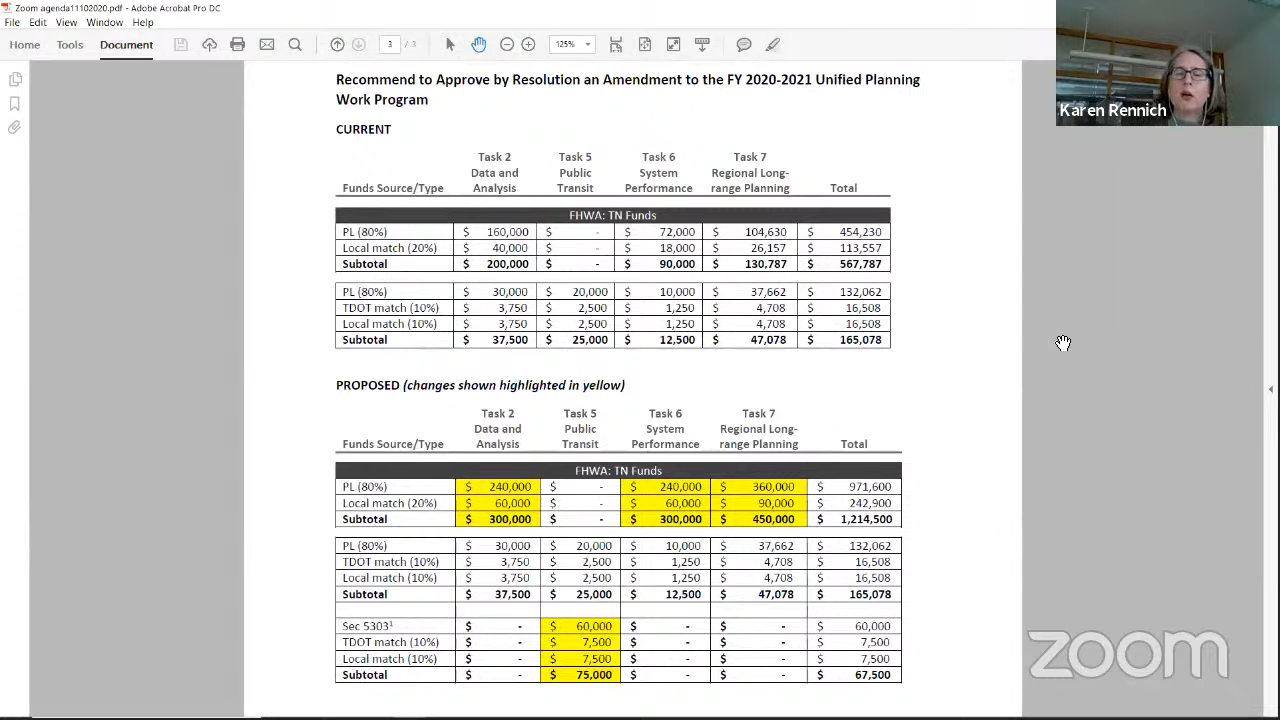 Zoom agenda11102020.pdf - Adobe Acrobat Pro DC
File Edit View Window Help
Home Tools Document 3 / 3 125%
Karen Rennich
Recommend to Approve by Resolution an Amendment to the FY 2020-2021 Unified Planning
Work Program
CURRENT
Task 2 Task 5 Task 6 Task 7
Data and Public System Regional Long-
Funds Source/Type Analysis Transit Performance range Planning Total
FHWA: TN Funds
PL (80%) $ 160,000 $ - $ 72,000 $ 104,630 $ 454,230
Local match (20%) $ 40,000 $ - $ 18,000 $ 26,157 $ 113,557
Subtotal $ 200,000 $ - $ 90,000 $ 130,787 $ 567,787
PL (80%) $ 30,000 $ 20,000 $ 10,000 $ 37,662 $ 132,062
TDOT match (10%) $ 3,750 $ 2,500 $ 1,250 $ 4,708 $ 16,508
Local match (10%) $ 3,750 $ 2,500 $ 1,250 $ 4,708 $ 16,508
Subtotal $ 37,500 $ 25,000 $ 12,500 $ 47,078 $ 165,078
PROPOSED (changes shown highlighted in yellow)
Task 2 Task 5 Task 6 Task 7
Data and Public System Regional Long-
Funds Source/Type Analysis Transit Performance range Planning Total
FHWA: TN Funds
PL (80%) $ 240,000 $ - $ 240,000 $ 360,000 $ 971,600
Local match (20%) $ 60,000 $ - $ 60,000 $ 90,000 $ 242,900
Subtotal $ 300,000 $ - $ 300,000 $ 450,000 $ 1,214,500
PL (80%) $ 30,000 $ 20,000 $ 10,000 $ 37,662 $ 132,062
TDOT match (10%) $ 3,750 $ 2,500 $ 1,250 $ 4,708 $ 16,508
Local match (10%) $ 3,750 $ 2,500 $ 1,250 $ 4,708 $ 16,508
Subtotal $ 37,500 $ 25,000 $ 12,500 $ 47,078 $ 165,078
Sec 5303¹ $ - $ 60,000 $ - $ - $ 60,000
TDOT match (10%) $ - $ 7,500 $ - $ - $ 7,500
Local match (10%) $ - $ 7,500 $ - $ - $ 7,500
Subtotal $ - $ 75,000 $ - $ - $ 67,500
zoom